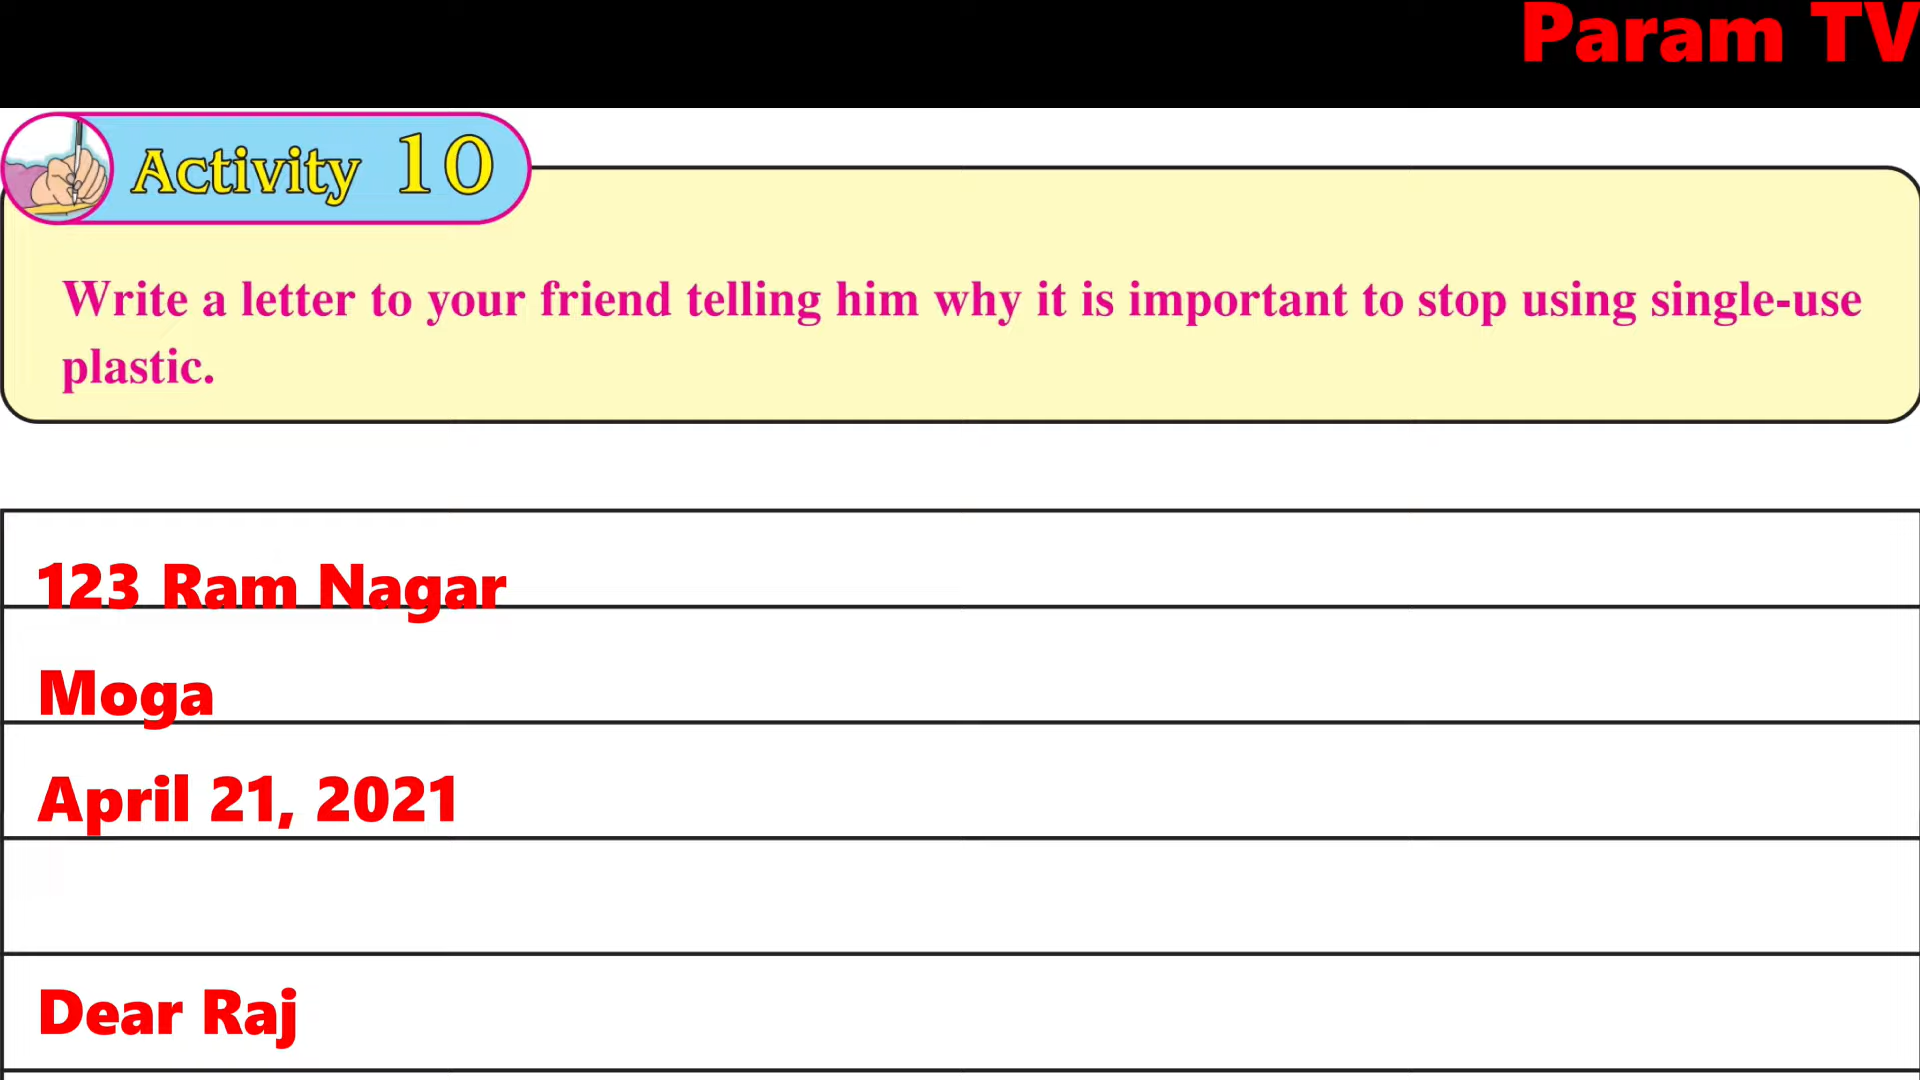 Param TV
Activity 10
Write a letter to your friend telling him why it is important to stop using single-use
plastic.
123 Ram Nagar
Moga
April 21, 2021
Dear Raj